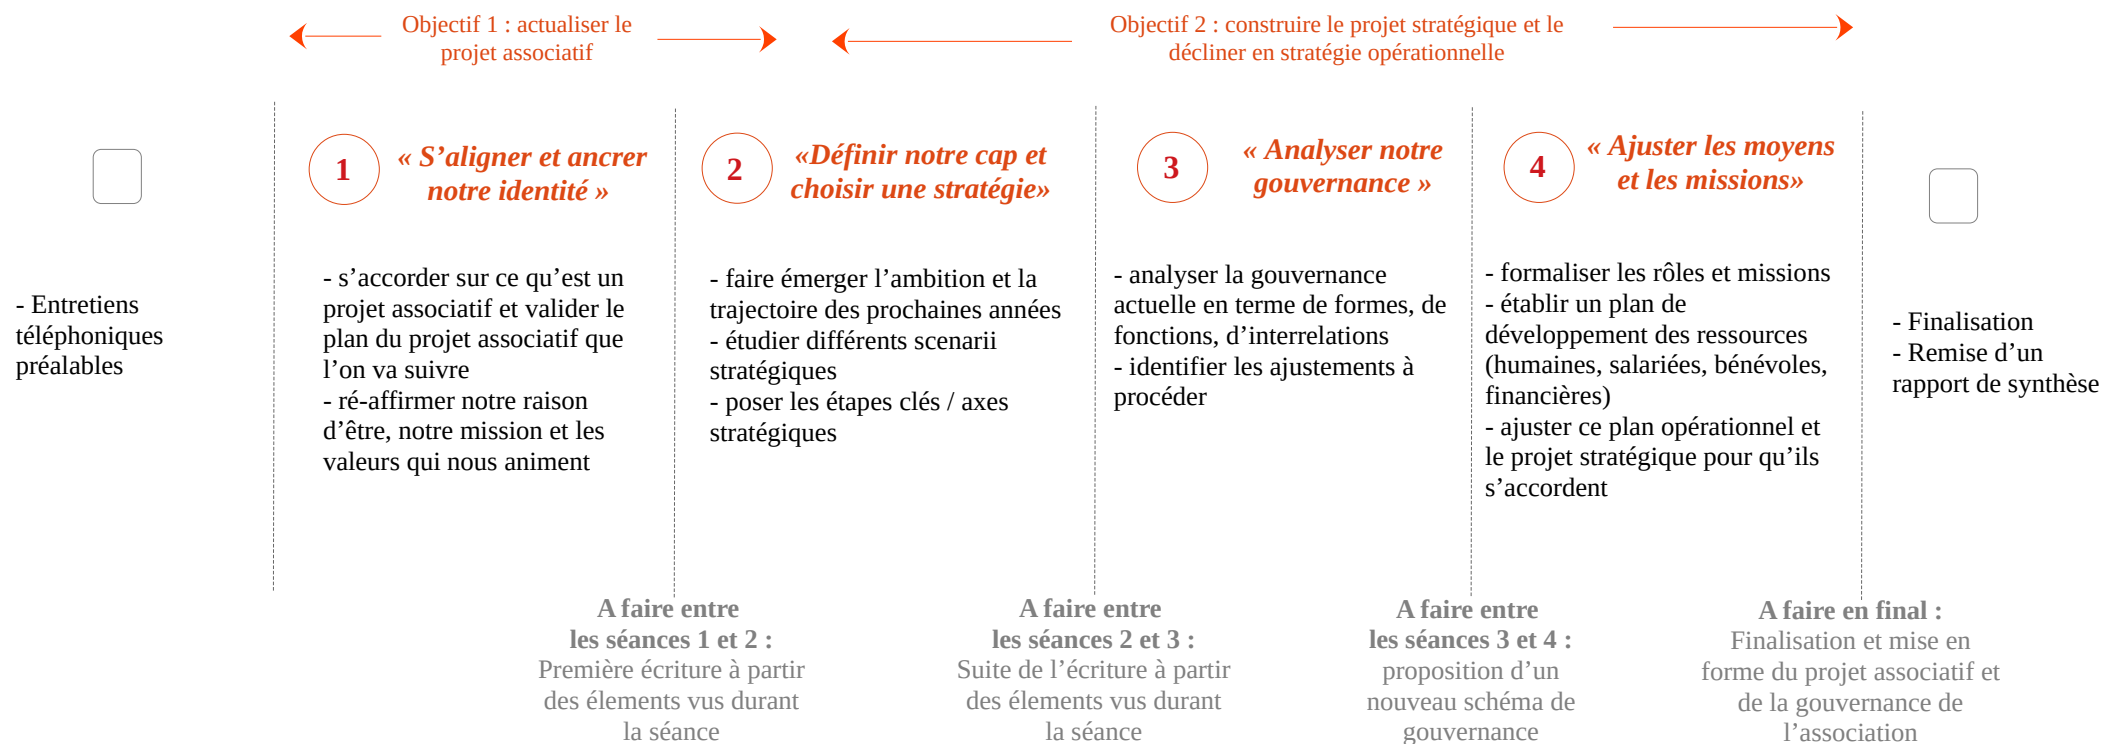 Objectif 1 : actualiser le
projet associatif
Objectif 2 : construire le projet stratégique et le
décliner en stratégie opérationnelle
- Entretiens
téléphoniques
préalables
1
« S’aligner et ancrer
notre identité »
- s’accorder sur ce qu’est un
projet associatif et valider le
plan du projet associatif que
l’on va suivre
- ré-affirmer notre raison
d’être, notre mission et les
valeurs qui nous animent
2
«Définir notre cap et
choisir une stratégie»
- faire émerger l’ambition et la
trajectoire des prochaines années
- étudier différents scenarii
stratégiques
- poser les étapes clés / axes
stratégiques
3
« Analyser notre
gouvernance »
- analyser la gouvernance
actuelle en terme de formes, de
fonctions, d’interrelations
- identifier les ajustements à
procéder
4
« Ajuster les moyens
et les missions»
- formaliser les rôles et missions
- établir un plan de
développement des ressources
(humaines, salariées, bénévoles,
financières)
- ajuster ce plan opérationnel et
le projet stratégique pour qu’ils
s’accordent
- Finalisation
- Remise d’un
rapport de synthèse
A faire entre
les séances 1 et 2 :
Première écriture à partir
des élements vus durant
la séance
A faire entre
les séances 2 et 3 :
Suite de l’écriture à partir
des élements vus durant
la séance
A faire entre
les séances 3 et 4 :
proposition d’un
nouveau schéma de
gouvernance
A faire en final :
Finalisation et mise en
forme du projet associatif et
de la gouvernance de
l’association